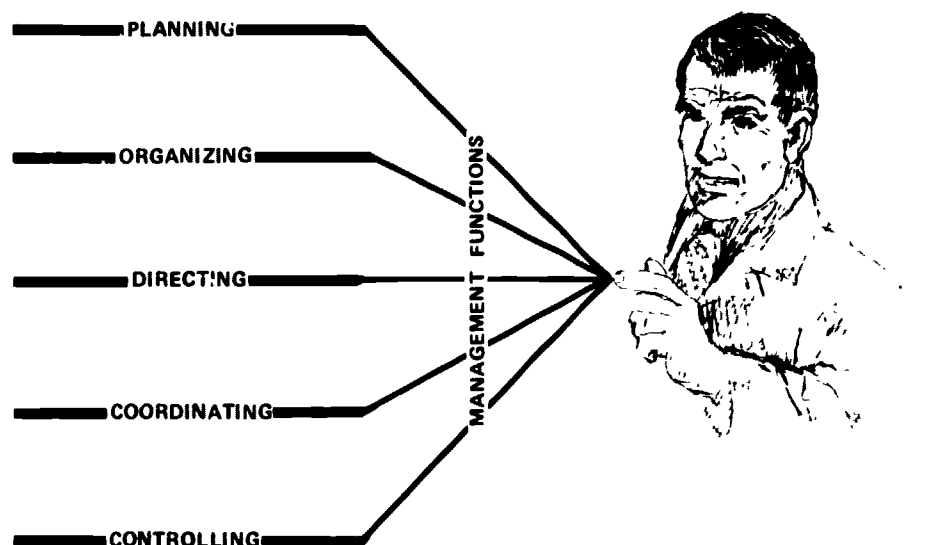 PLANNING
ORGANIZING
DIRECTING
COORDINATING
CONTROLLING
MANAGEMENT FUNCTIONS